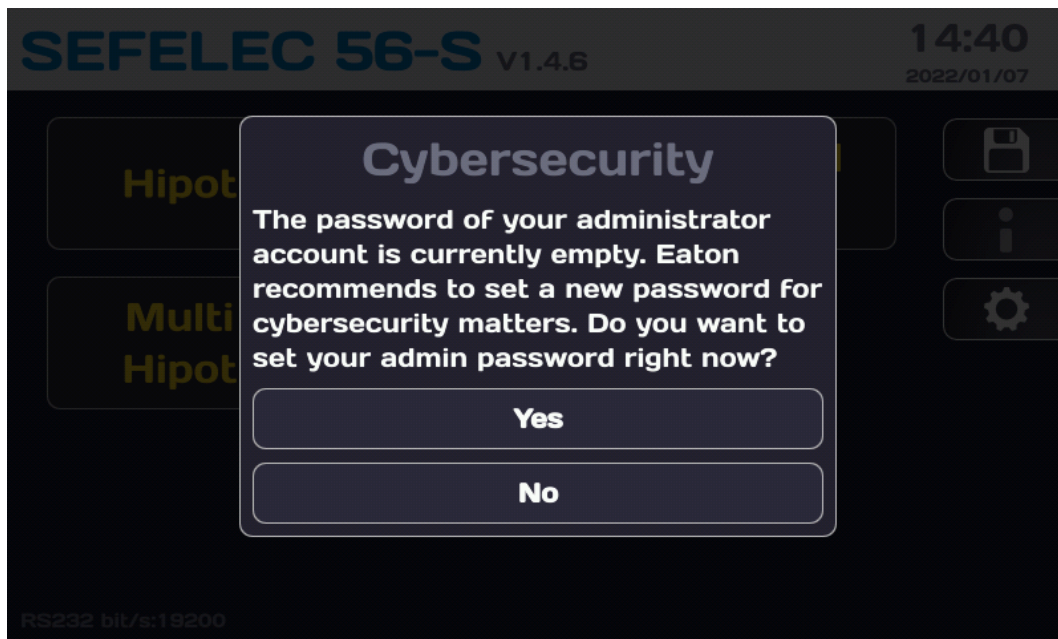 SEFELEC 56-S V1.4.6
14:40
2022/01/07
Cybersecurity
Hipot
The password of your administrator
account is currently empty. Eaton
recommends to set a new password for
cybersecurity matters. Do you want to
set your admin password right now?
Multi
Hipot
Yes
No
RS232 bit/s:19200